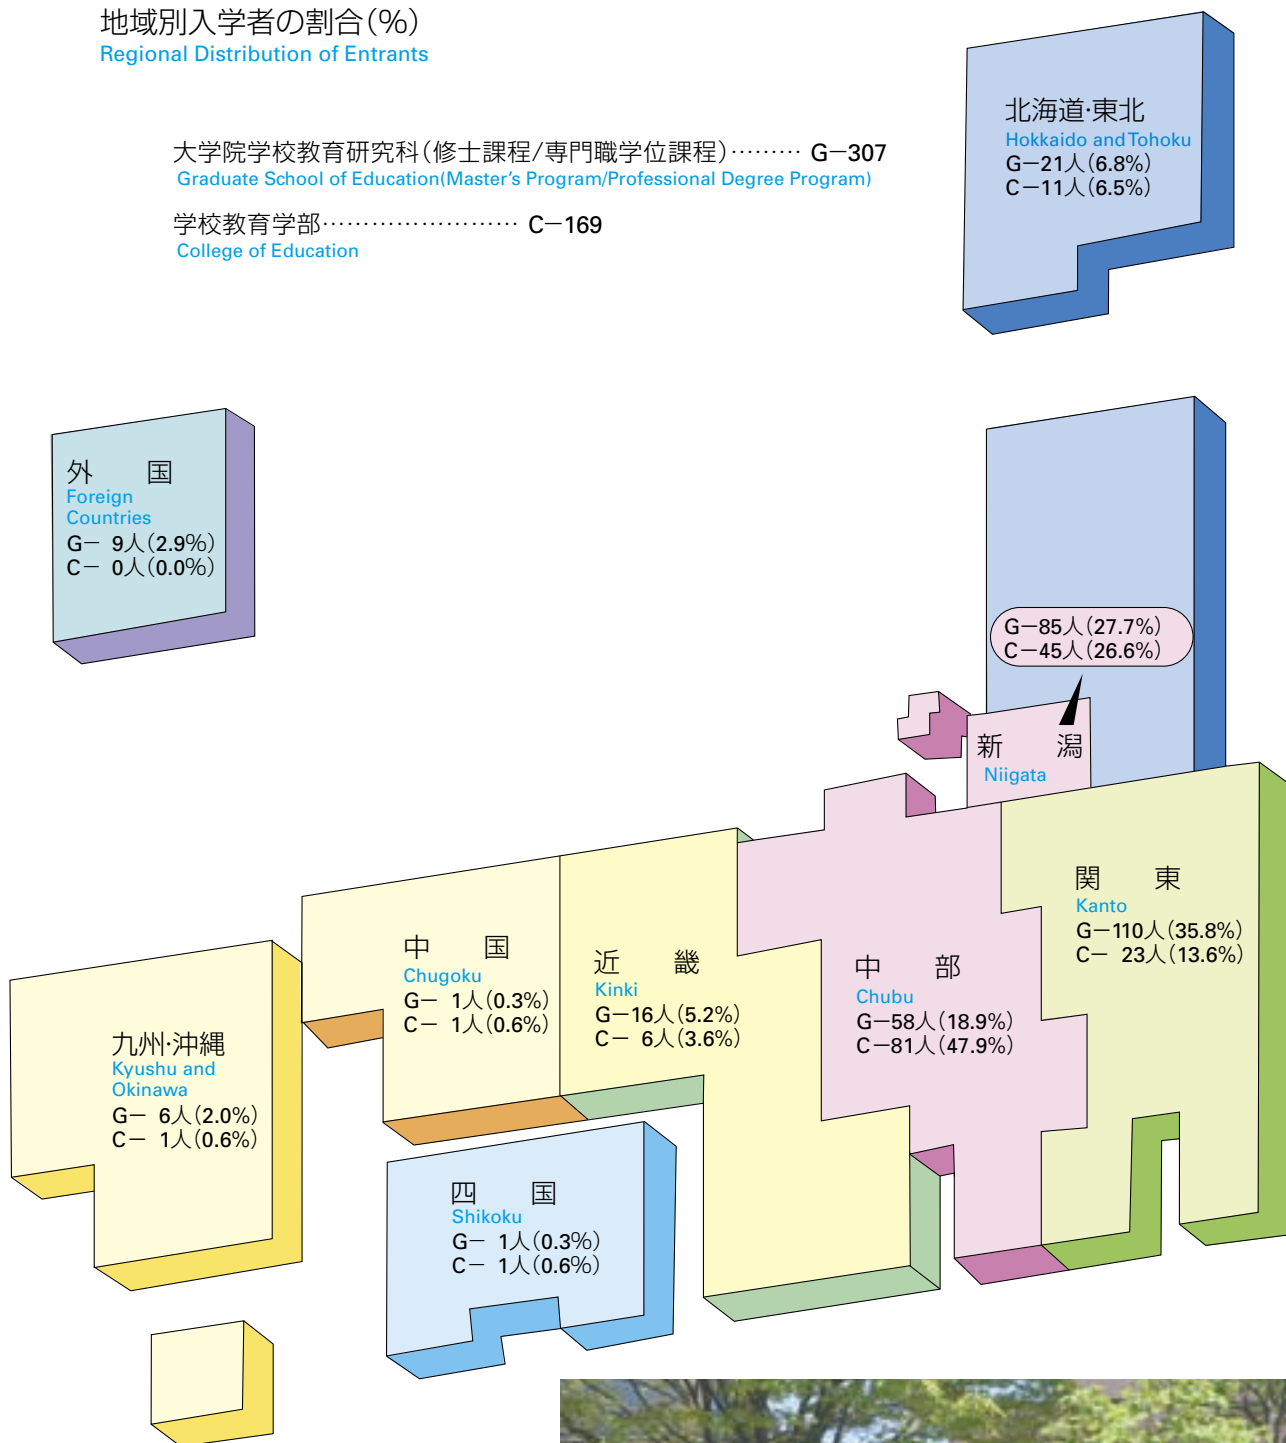 地域別入学者の割合(%)
Regional Distribution of Entrants
大学院学校教育研究科(修士課程/専門職学位課程)……… G－307
Graduate School of Education(Master's Program/Professional Degree Program)
学校教育学部…………………… C－169
College of Education
北海道・東北
Hokkaido and Tohoku
G－21人(6.8%)
C－11人(6.5%)
外　国
Foreign
Countries
G－ 9人(2.9%)
C－ 0人(0.0%)
G－85人(27.7%)
C－45人(26.6%)
新　潟
Niigata
関　東
Kanto
G－110人(35.8%)
C－ 23人(13.6%)
中　部
Chubu
G－58人(18.9%)
C－81人(47.9%)
近　畿
Kinki
G－16人(5.2%)
C－ 6人(3.6%)
中　国
Chugoku
G－ 1人(0.3%)
C－ 1人(0.6%)
九州・沖縄
Kyushu and
Okinawa
G－ 6人(2.0%)
C－ 1人(0.6%)
四　国
Shikoku
G－ 1人(0.3%)
C－ 1人(0.6%)